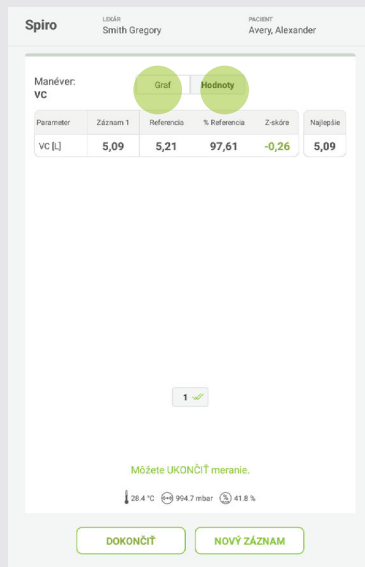 Spiro
LEKÁR
Smith Gregory
PACIENT
Avery, Alexander
Manéver:
VC
Graf
Hodnoty
Parameter Záznam 1 Referencia % Referencia Z-skóre Najlepšie
VC [L] 5,09 5,21 97,61 -0,26 5,09
1
Môžete UKONČIŤ meranie.
28.4 °C 994.7 mbar % 41.8 %
DOKONČIŤ
NOVÝ ZÁZNAM